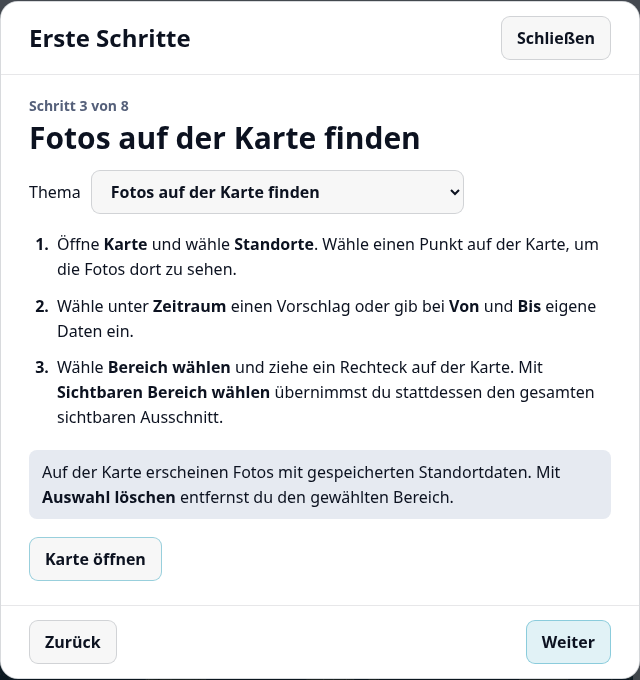 Erste Schritte
Schließen
Schritt 3 von 8
Fotos auf der Karte finden
Thema
Fotos auf der Karte finden
1. Öffne Karte und wähle Standorte. Wähle einen Punkt auf der Karte, um
die Fotos dort zu sehen.
2. Wähle unter Zeitraum einen Vorschlag oder gib bei Von und Bis eigene
Daten ein.
3. Wähle Bereich wählen und ziehe ein Rechteck auf der Karte. Mit
Sichtbaren Bereich wählen übernimmst du stattdessen den gesamten
sichtbaren Ausschnitt.
Auf der Karte erscheinen Fotos mit gespeicherten Standortdaten. Mit
Auswahl löschen entfernst du den gewählten Bereich.
Karte öffnen
Zurück
Weiter